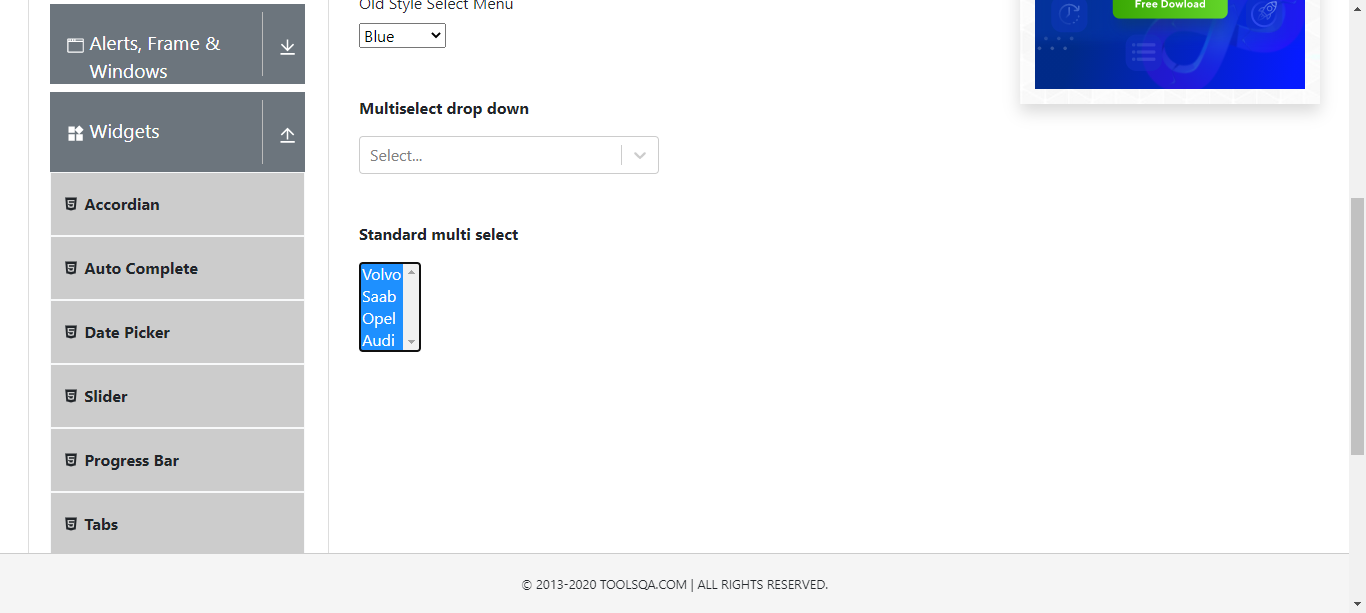 Old Style Select Menu
Free Dowload
Alerts, Frame &
Windows
Blue
Multiselect drop down
Widgets
Select...
Accordian
Standard multi select
Auto Complete
Volvo
Saab
Opel
Audi
Date Picker
Slider
Progress Bar
Tabs
© 2013-2020 TOOLSQA.COM | ALL RIGHTS RESERVED.